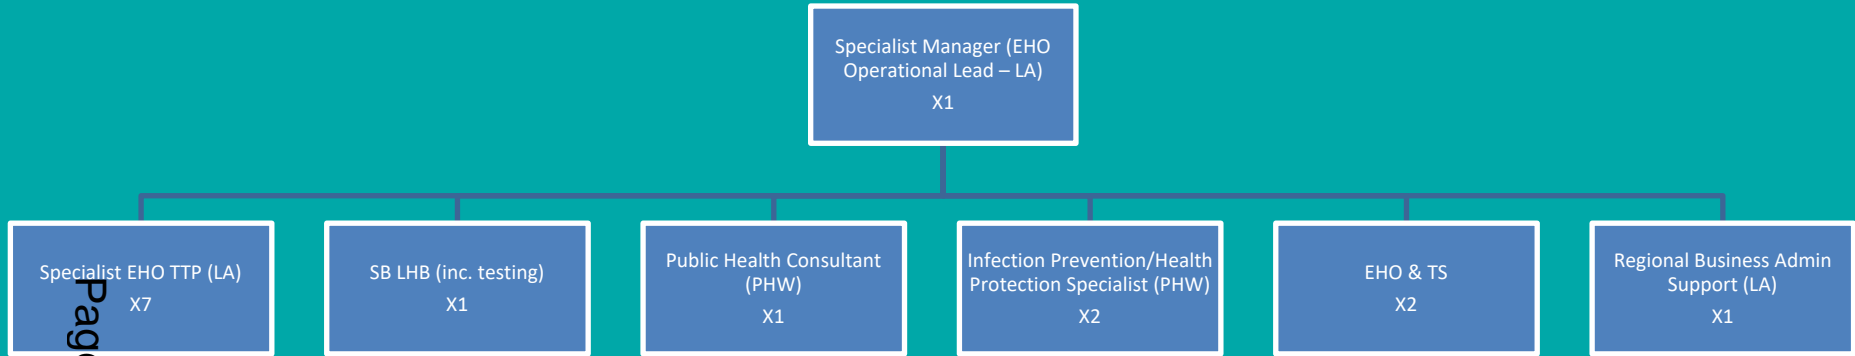 Specialist Manager (EHO
Operational Lead – LA)
X1
Specialist EHO TTP (LA)
X7
SB LHB (inc. testing)
X1
Public Health Consultant
(PHW)
X1
Infection Prevention/Health
Protection Specialist (PHW)
X2
EHO & TS
X2
Regional Business Admin
Support (LA)
X1
Page